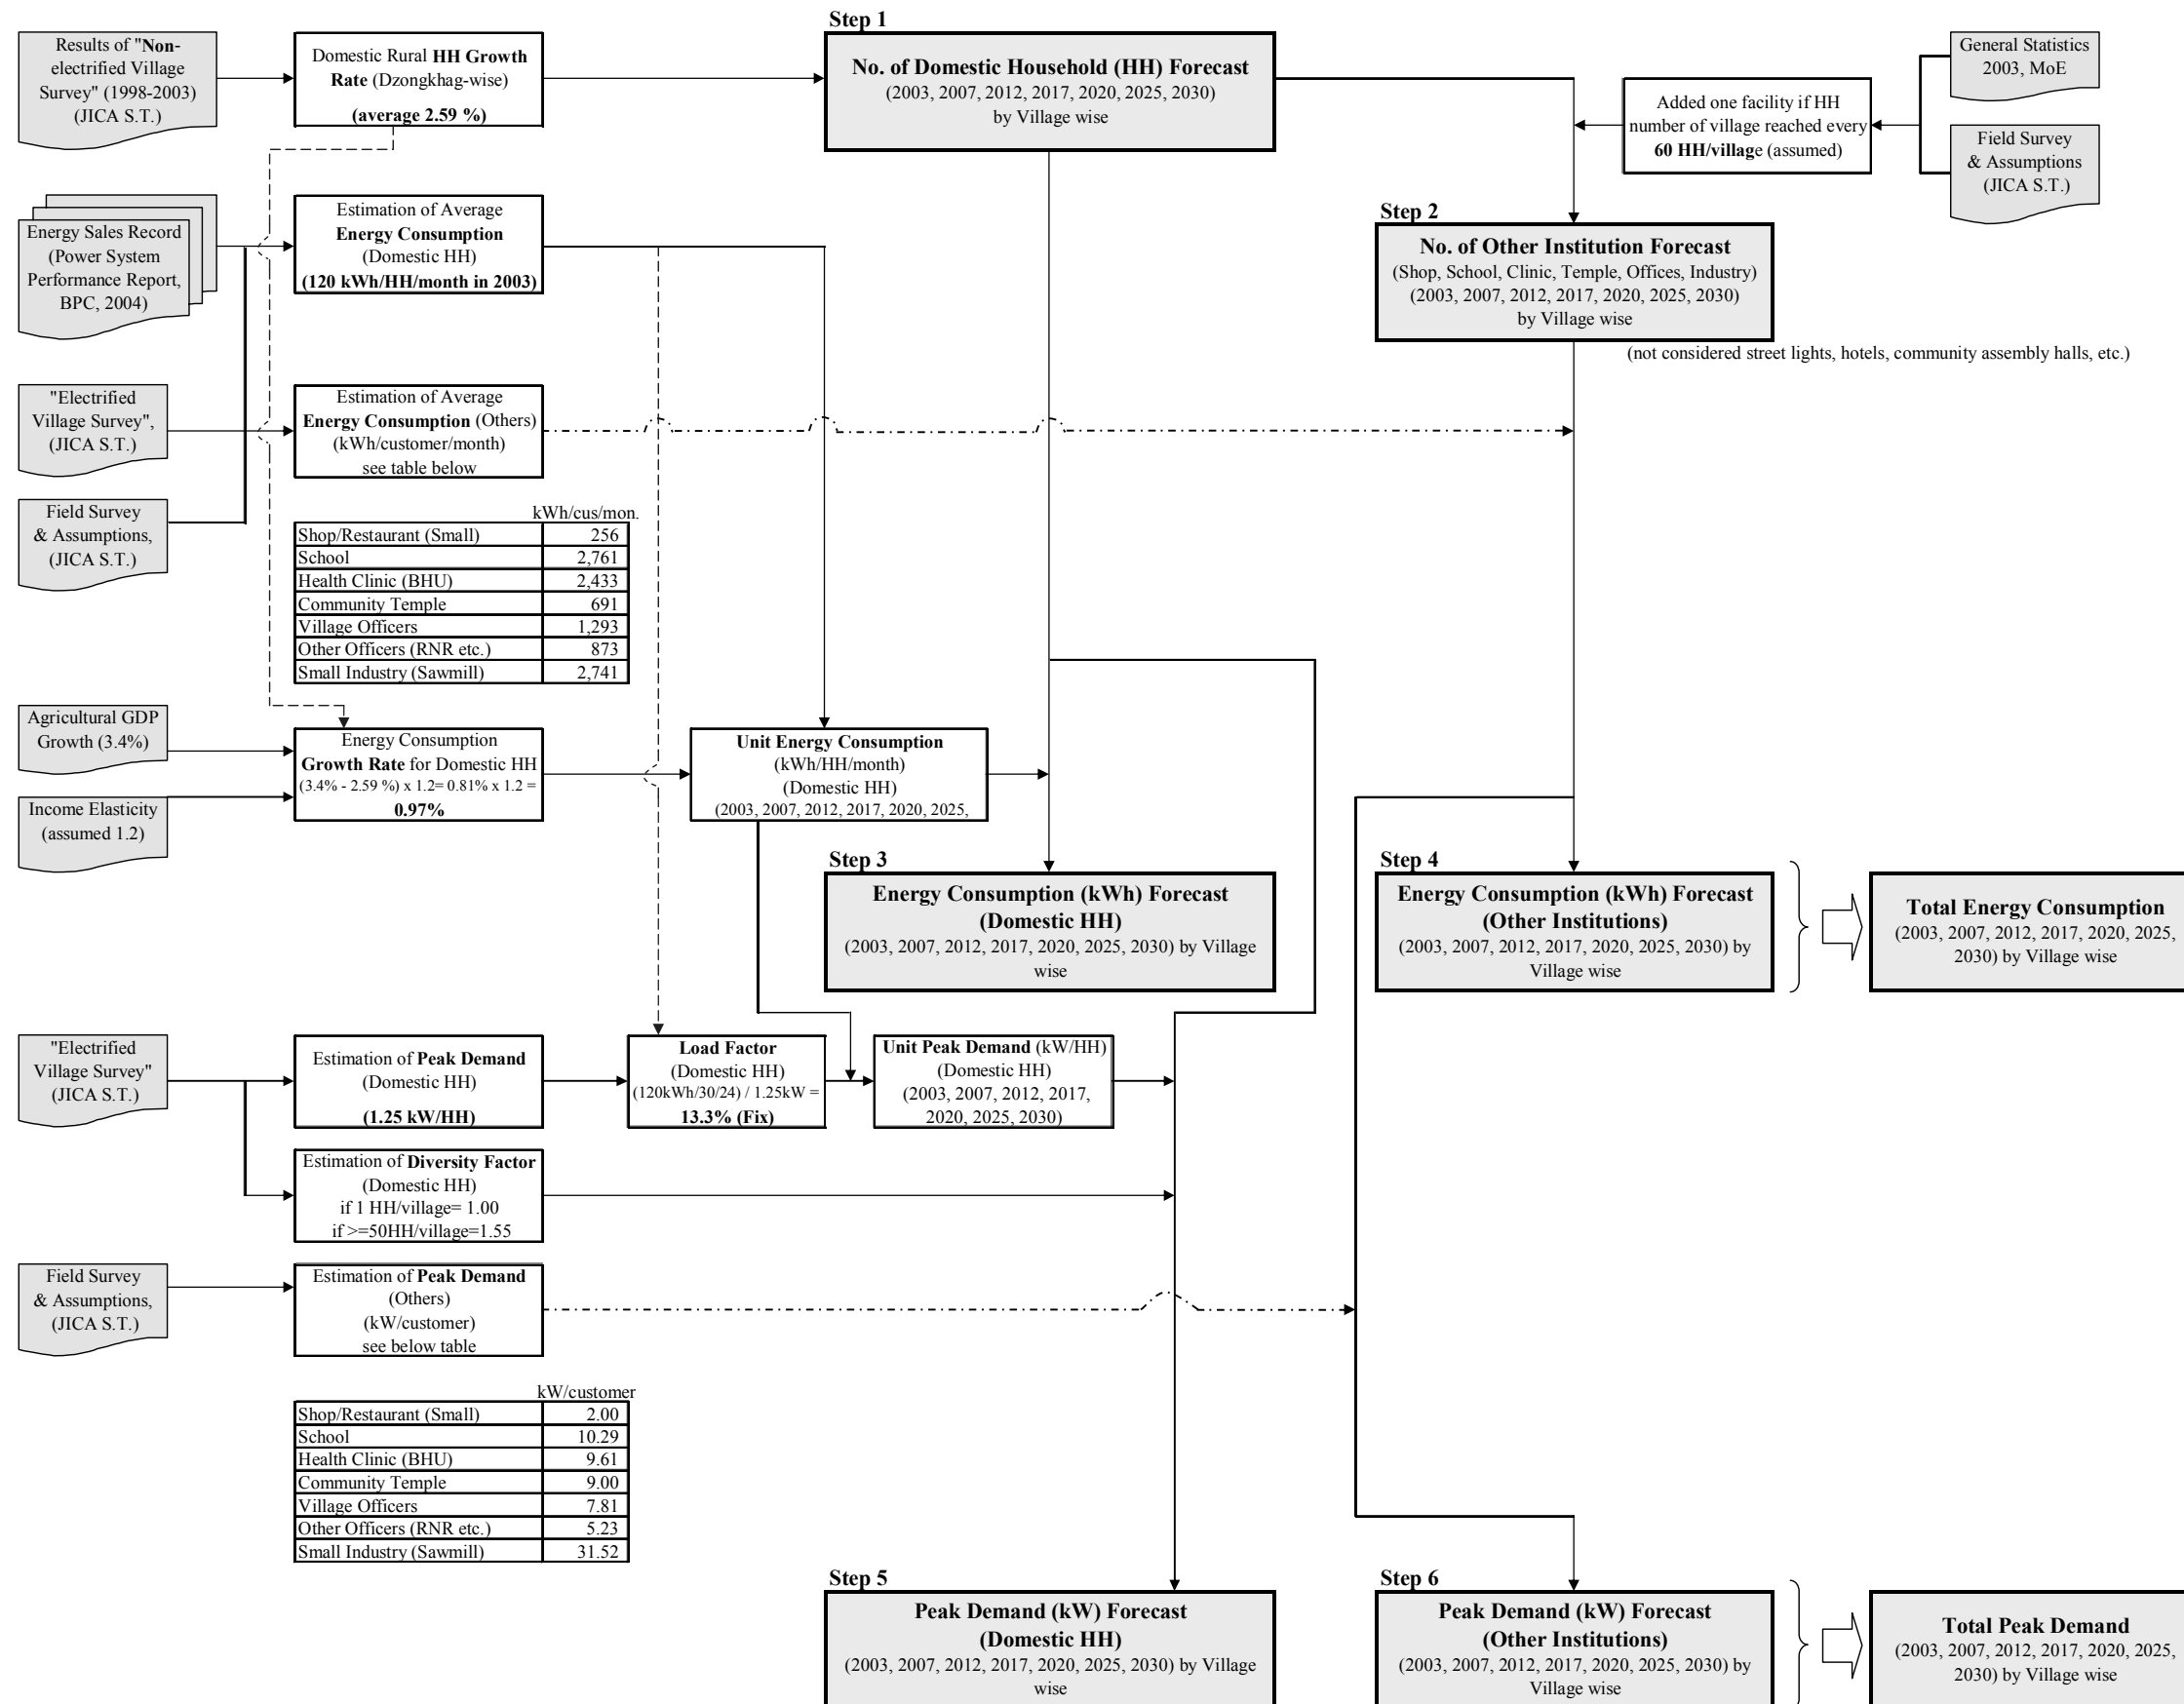 Step 1
Results of "Non-
electrified Village
Survey" (1998-2003)
(JICA S.T.)
Domestic Rural HH Growth
Rate (Dzongkhag-wise)
(average 2.59 %)
No. of Domestic Household (HH) Forecast
(2003, 2007, 2012, 2017, 2020, 2025, 2030)
by Village wise
Added one facility if HH
number of village reached every
60 HH/village (assumed)
General Statistics
2003, MoE
Field Survey
& Assumptions
(JICA S.T.)
Energy Sales Record
(Power System
Performance Report,
BPC, 2004)
Estimation of Average
Energy Consumption
(Domestic HH)
(120 kWh/HH/month in 2003)
Step 2
No. of Other Institution Forecast
(Shop, School, Clinic, Temple, Offices, Industry)
(2003, 2007, 2012, 2017, 2020, 2025, 2030)
by Village wise
(not considered street lights, hotels, community assembly halls, etc.)
"Electrified
Village Survey",
(JICA S.T.)
Estimation of Average
Energy Consumption (Others)
(kWh/customer/month)
see table below
Field Survey
& Assumptions,
(JICA S.T.)
kWh/cus/mon.
Shop/Restaurant (Small) 256
School 2,761
Health Clinic (BHU) 2,433
Community Temple 691
Village Officers 1,293
Other Officers (RNR etc.) 873
Small Industry (Sawmill) 2,741
Agricultural GDP
Growth (3.4%)
Income Elasticity
(assumed 1.2)
Energy Consumption
Growth Rate for Domestic HH
(3.4% - 2.59 %) x 1.2= 0.81% x 1.2 =
0.97%
Unit Energy Consumption
(kWh/HH/month)
(Domestic HH)
(2003, 2007, 2012, 2017, 2020, 2025,
Step 3
Energy Consumption (kWh) Forecast
(Domestic HH)
(2003, 2007, 2012, 2017, 2020, 2025, 2030) by Village
wise
Step 4
Energy Consumption (kWh) Forecast
(Other Institutions)
(2003, 2007, 2012, 2017, 2020, 2025, 2030) by
Village wise
Total Energy Consumption
(2003, 2007, 2012, 2017, 2020, 2025,
2030) by Village wise
"Electrified
Village Survey"
(JICA S.T.)
Estimation of Peak Demand
(Domestic HH)
(1.25 kW/HH)
Load Factor
(Domestic HH)
(120kWh/30/24) / 1.25kW =
13.3% (Fix)
Unit Peak Demand (kW/HH)
(Domestic HH)
(2003, 2007, 2012, 2017,
2020, 2025, 2030)
Estimation of Diversity Factor
(Domestic HH)
if 1 HH/village= 1.00
if >=50HH/village=1.55
Field Survey
& Assumptions,
(JICA S.T.)
Estimation of Peak Demand
(Others)
(kW/customer)
see below table
kW/customer
Shop/Restaurant (Small) 2.00
School 10.29
Health Clinic (BHU) 9.61
Community Temple 9.00
Village Officers 7.81
Other Officers (RNR etc.) 5.23
Small Industry (Sawmill) 31.52
Step 5
Peak Demand (kW) Forecast
(Domestic HH)
(2003, 2007, 2012, 2017, 2020, 2025, 2030) by Village
wise
Step 6
Peak Demand (kW) Forecast
(Other Institutions)
(2003, 2007, 2012, 2017, 2020, 2025, 2030) by
Village wise
Total Peak Demand
(2003, 2007, 2012, 2017, 2020, 2025,
2030) by Village wise